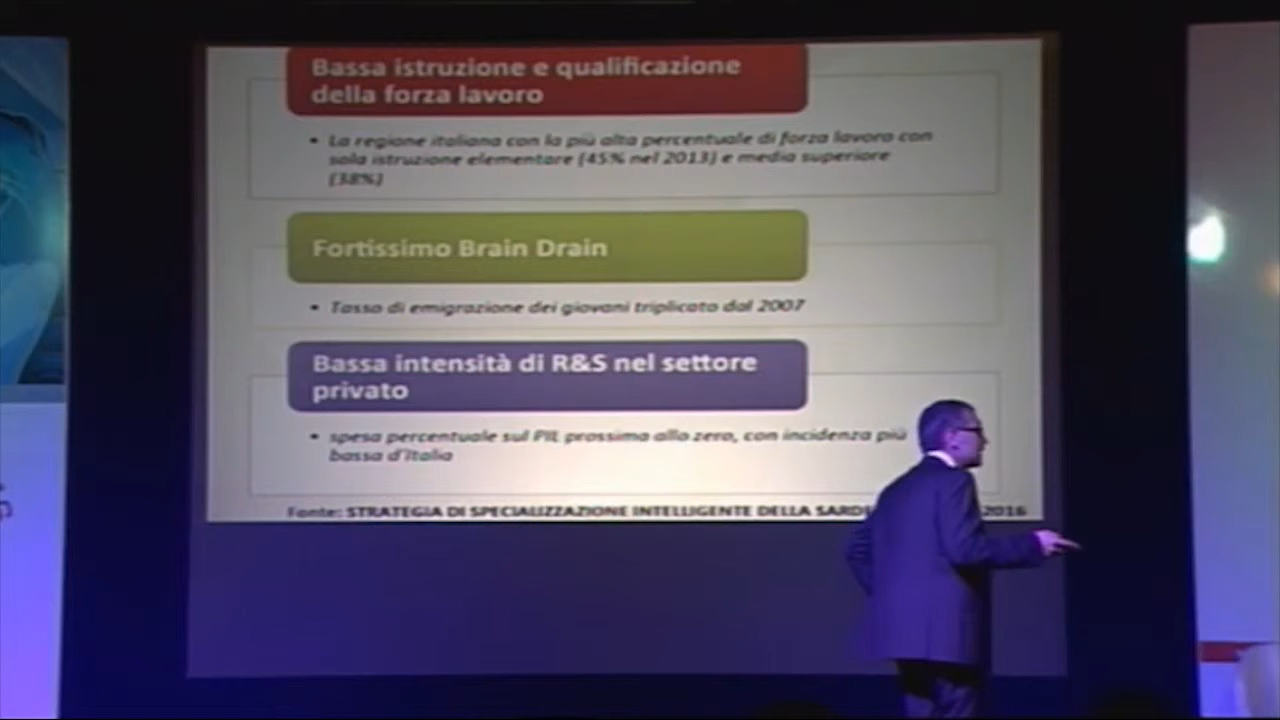 Bassa istruzione e qualificazione
della forza lavoro
• La regione italiana con la più alta percentuale di forza lavoro con
sola istruzione elementare (45% nel 2013) e media superiore
(38%)
Fortissimo Brain Drain
• Tasso di emigrazione dei giovani triplicato dal 2007
Bassa intensità di R&S nel settore
privato
• spesa percentuale sul PIL prossima allo zero, con incidenza più
bassa d'Italia
Fonte: STRATEGIA DI SPECIALIZZAZIONE INTELLIGENTE DELLA SARD 2016